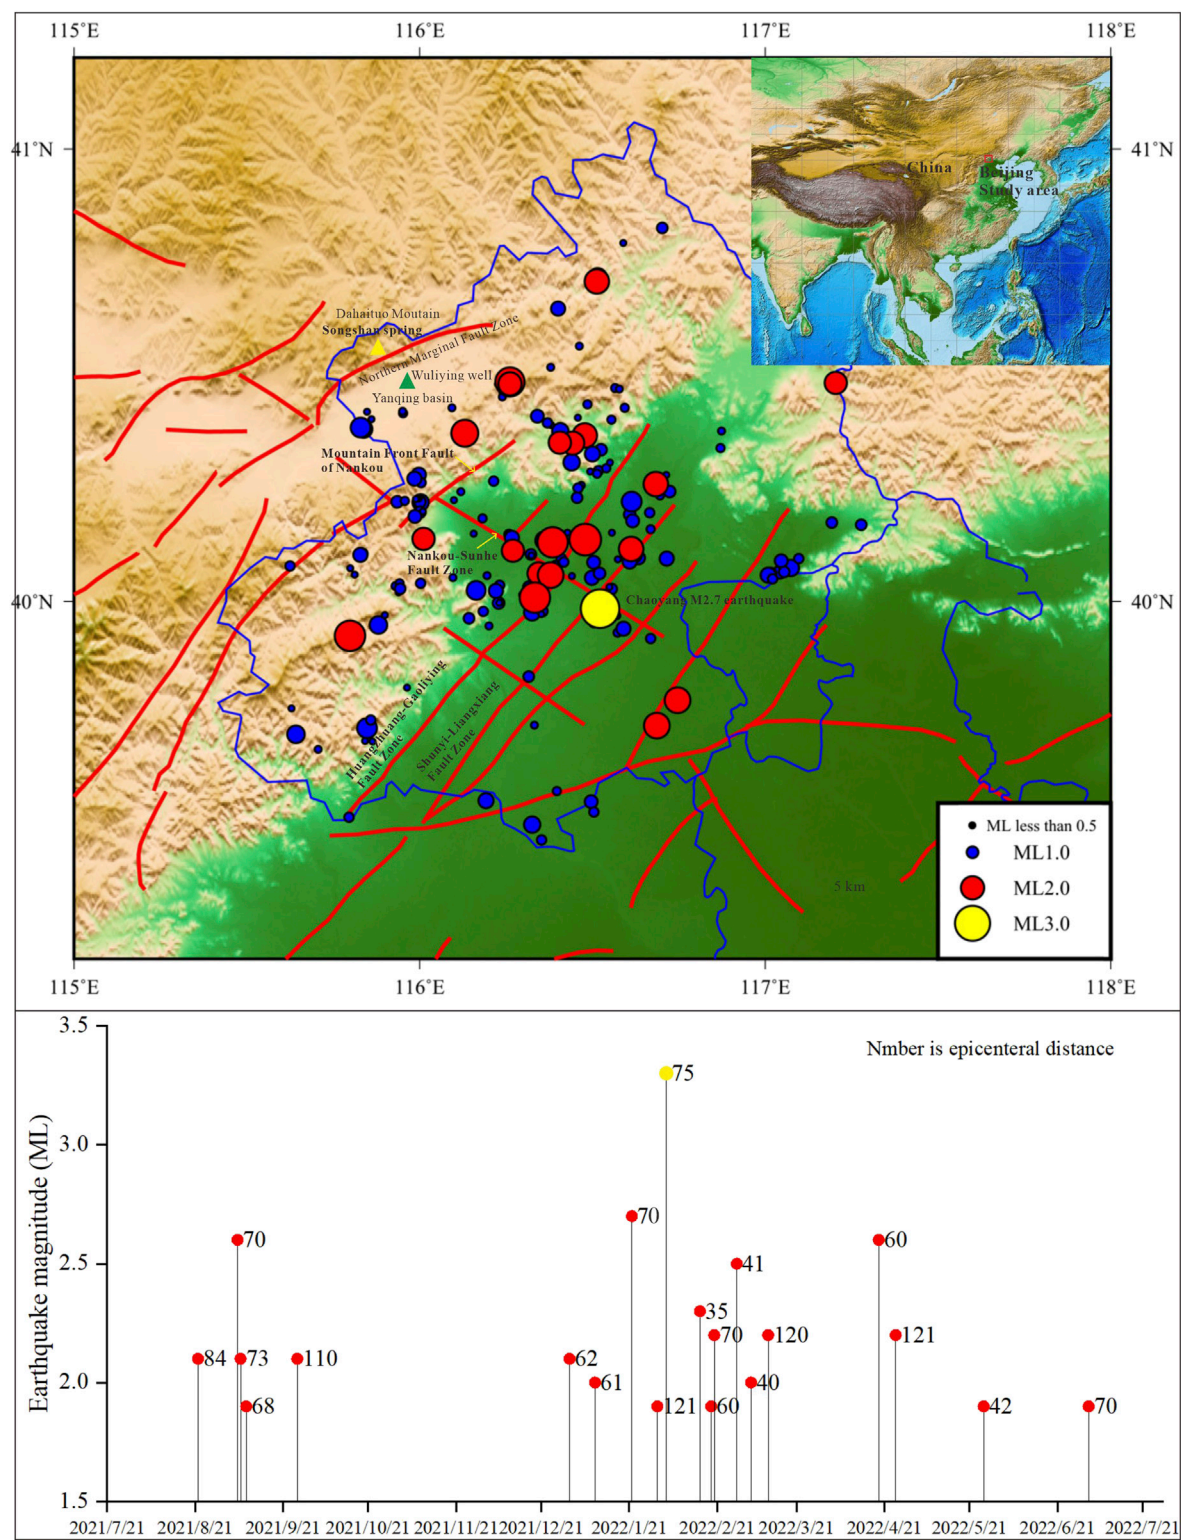 115°E 116°E 117°E 118°E
41°N 41°N
China
Beijing
Study area
Dahaituo Moutain
Songshan spring
Northern Marginal Fault Zone
Wuliying well
Yanqing basin
Mountain Front Fault
of Nankou
Nankou-Sunhe
Fault Zone
40°N 40°N
Chaoyang M2.7 earthquake
Huangzhuang-Gaoliying
Fault Zone
Shunyi-Liangxiang
Fault Zone
ML less than 0.5
ML1.0
ML2.0
ML3.0
5 km
115°E 116°E 117°E 118°E
Earthquake magnitude (ML)
3.5
Nmber is epicenteral distance
75
3.0
70
70 60
2.5 41
35
70 120 121
84 73 110 62
2.0 61 40
68 121 60 42 70
1.5
2021/7/21 2021/8/21 2021/9/21 2021/10/21 2021/11/21 2021/12/21 2022/1/21 2022/2/21 2022/3/21 2022/4/21 2022/5/21 2022/6/21 2022/7/21